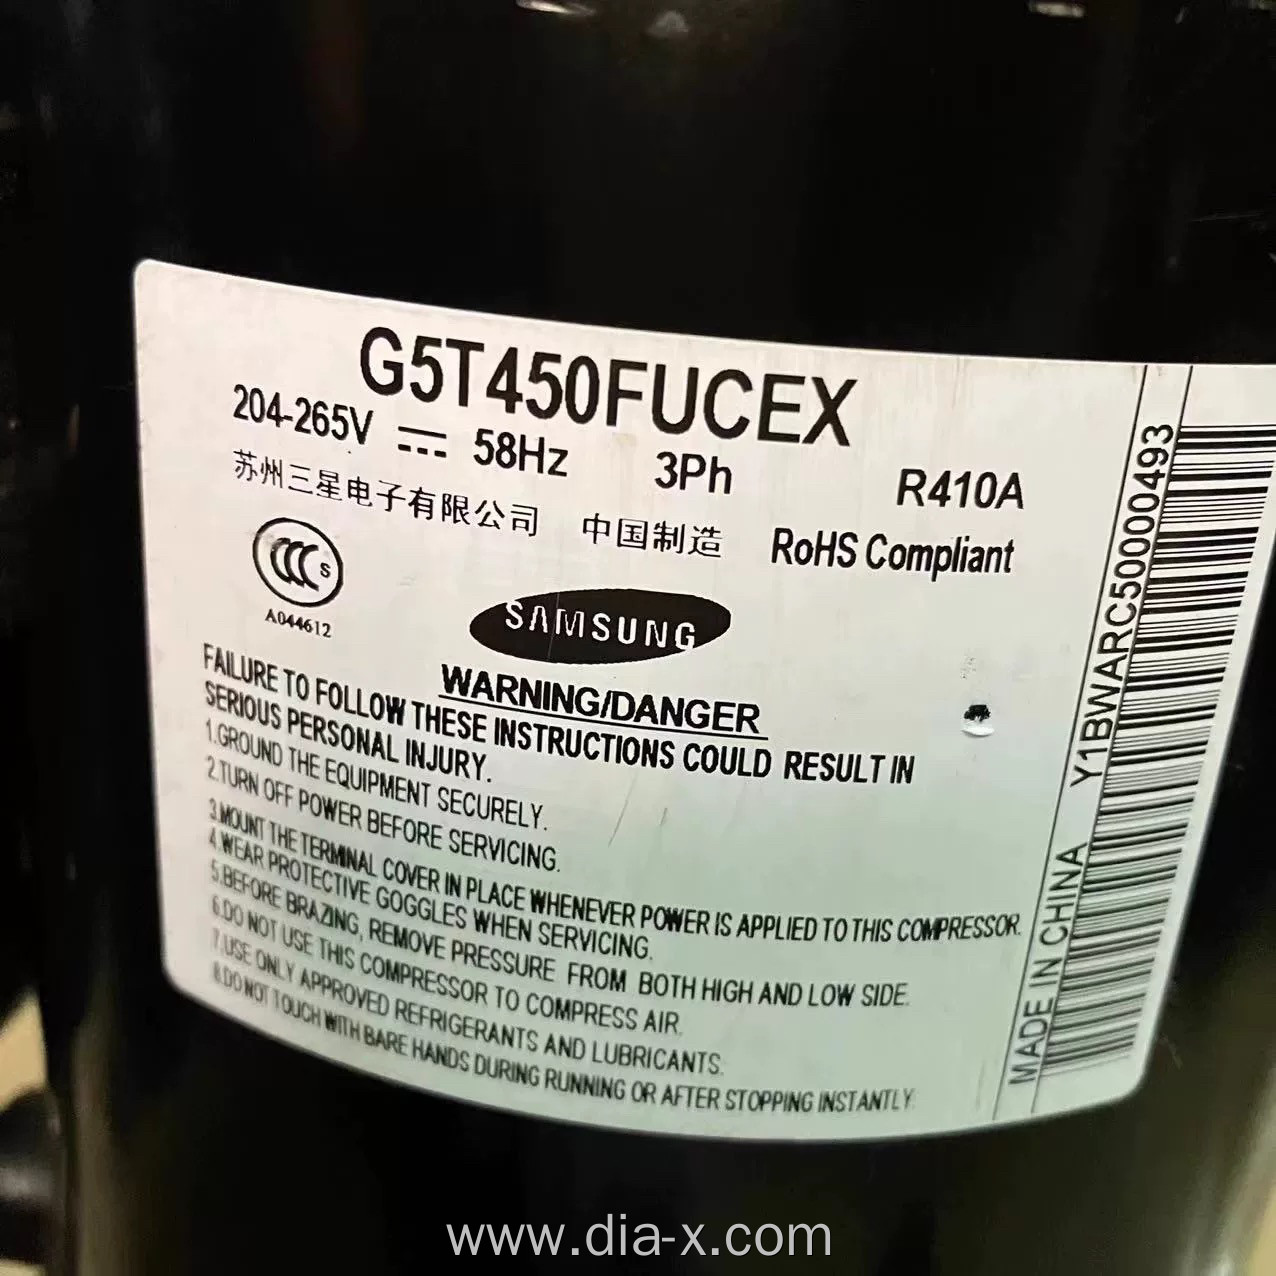 G5T450FUCEX
204-265V 58Hz 3Ph R410A
苏州三星电子有限公司 中国制造 RoHS Compliant
CCC S
A044612
SAMSUNG
WARNING/DANGER
FAILURE TO FOLLOW THESE INSTRUCTIONS COULD RESULT IN
SERIOUS PERSONAL INJURY.
1.GROUND THE EQUIPMENT SECURELY.
2.TURN OFF POWER BEFORE SERVICING.
3.MOUNT THE TERMINAL COVER IN PLACE WHENEVER POWER IS APPLIED TO THIS COMPRESSOR.
4.WEAR PROTECTIVE GOGGLES WHEN SERVICING.
5.BEFORE BRAZING, REMOVE PRESSURE FROM BOTH HIGH AND LOW SIDE.
6.DO NOT USE THIS COMPRESSOR TO COMPRESS AIR.
7.USE ONLY APPROVED REFRIGERANTS AND LUBRICANTS.
8.DO NOT TOUCH WITH BARE HANDS DURING RUNNING OR AFTER STOPPING INSTANTLY.
MADE IN CHINA Y1BWARC50000493
www.dia-x.com